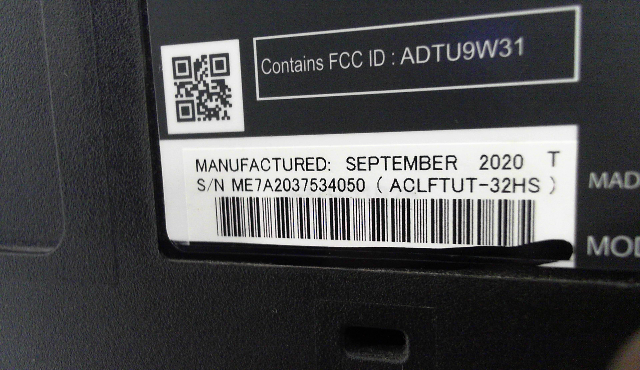 Contains FCC ID : ADTU9W31
MANUFACTURED: SEPTEMBER 2020 T
S/N ME7A2037534050 ( ACLFTUT-32HS )
MAD
MOD